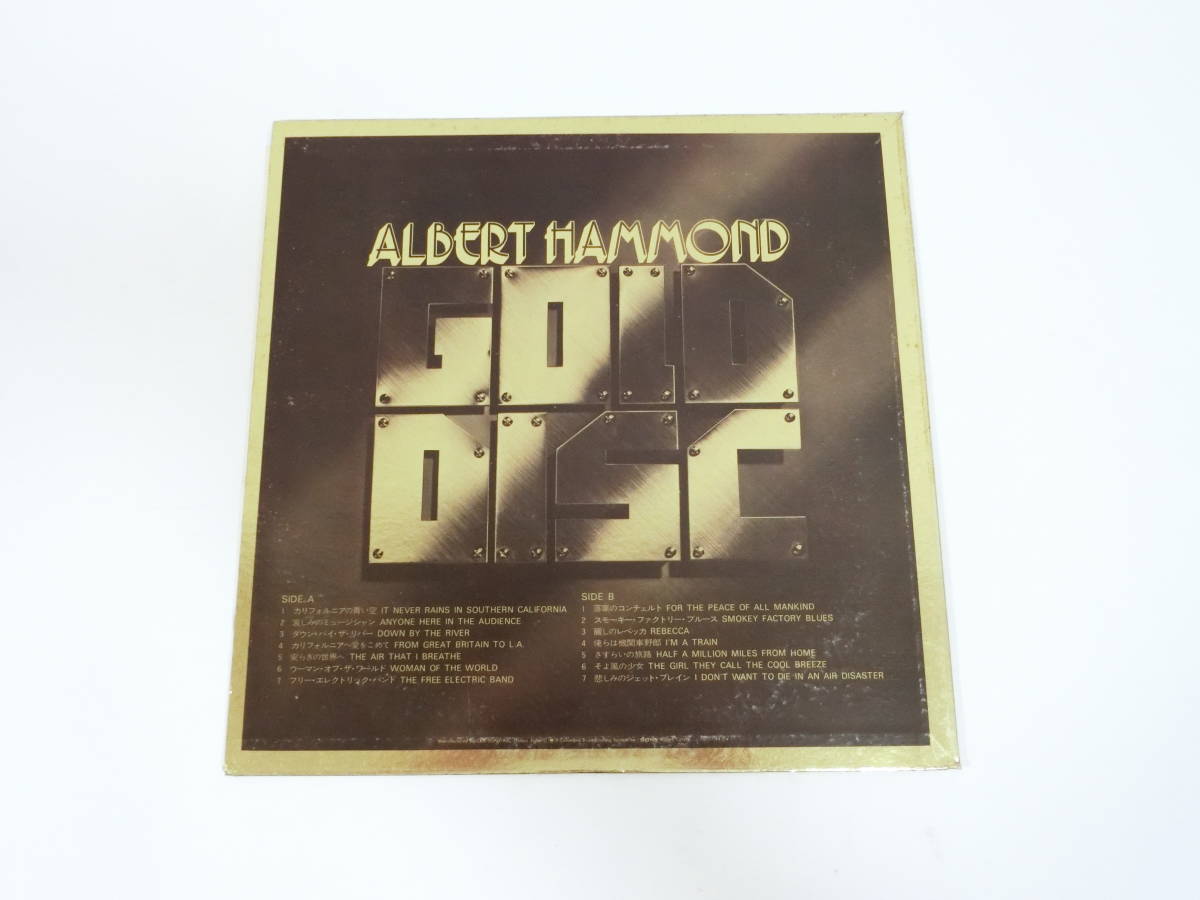 ALBERT HAMMOND
GOLD
DISC
SIDE A
1 カリフォルニアの青い空 IT NEVER RAINS IN SOUTHERN CALIFORNIA
2 哀しみのミュージシャン ANYONE HERE IN THE AUDIENCE
3 ダウン・バイ・ザ・リバー DOWN BY THE RIVER
4 カリフォルニアへ愛をこめて FROM GREAT BRITAIN TO L.A.
5 安らぎの世界へ THE AIR THAT I BREATHE
6 ウーマン・オブ・ザ・ワールド WOMAN OF THE WORLD
7 フリー・エレクトリック・バンド THE FREE ELECTRIC BAND
SIDE B
1 落葉のコンチェルト FOR THE PEACE OF ALL MANKIND
2 スモーキー・ファクトリー・ブルース SMOKEY FACTORY BLUES
3 麗しのレベッカ REBECCA
4 俺らは機関車野郎 I'M A TRAIN
5 さすらいの旅路 HALF A MILLION MILES FROM HOME
6 そよ風の少女 THE GIRL THEY CALL THE COOL BREEZE
7 悲しみのジェット・プレイン I DON'T WANT TO DIE IN AN AIR DISASTER